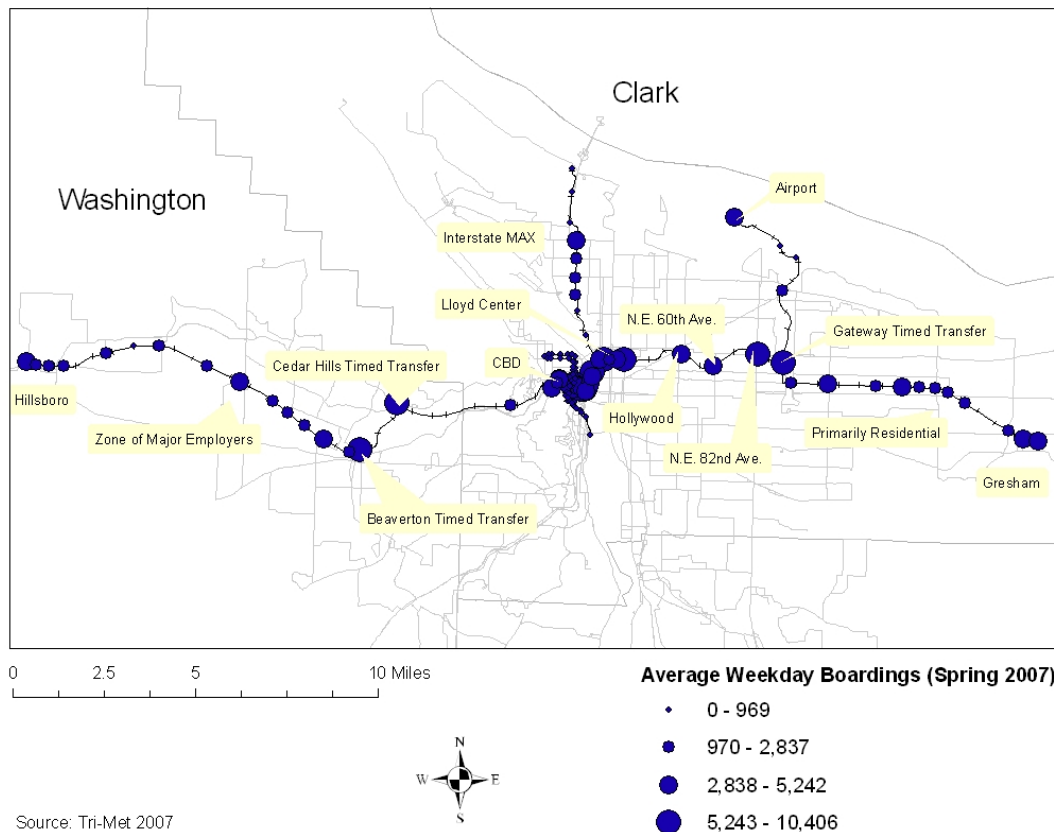 Clark
Washington
Airport
Interstate MAX
Lloyd Center
N.E. 60th Ave.
Gateway Timed Transfer
CBD
Cedar Hills Timed Transfer
Hillsboro
Hollywood
Zone of Major Employers
Primarily Residential
N.E. 82nd Ave.
Gresham
Beaverton Timed Transfer
0 2.5 5 10 Miles
Average Weekday Boardings (Spring 2007)
0 - 969
970 - 2,837
2,838 - 5,242
5,243 - 10,406
N
W E
S
Source: Tri-Met 2007